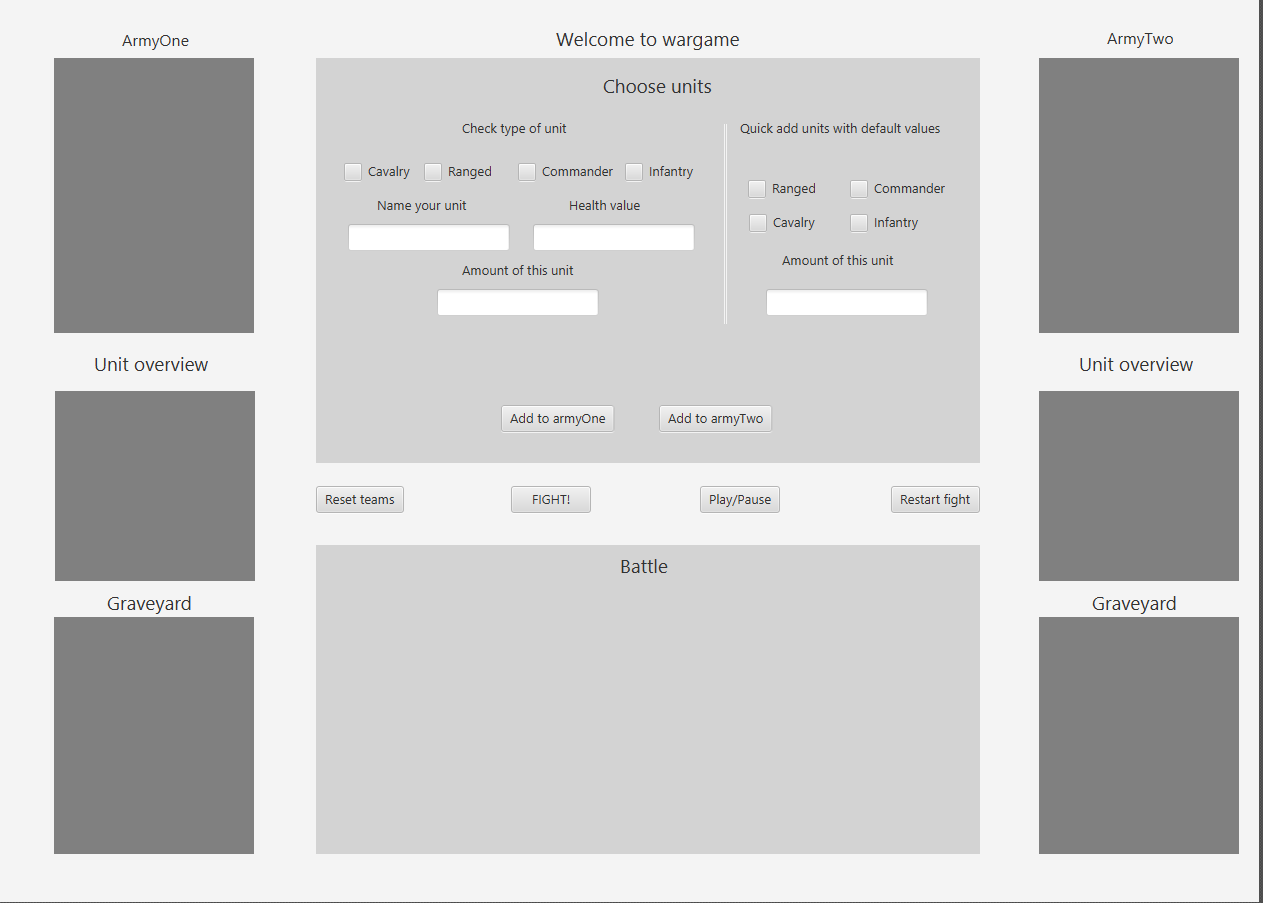 ArmyOne
Welcome to wargame
ArmyTwo
Choose units
Check type of unit
Cavalry Ranged Commander Infantry
Name your unit Health value
Amount of this unit
Quick add units with default values
Ranged Commander
Cavalry Infantry
Amount of this unit
Add to armyOne Add to armyTwo
Unit overview
Unit overview
Reset teams FIGHT! Play/Pause Restart fight
Battle
Graveyard
Graveyard